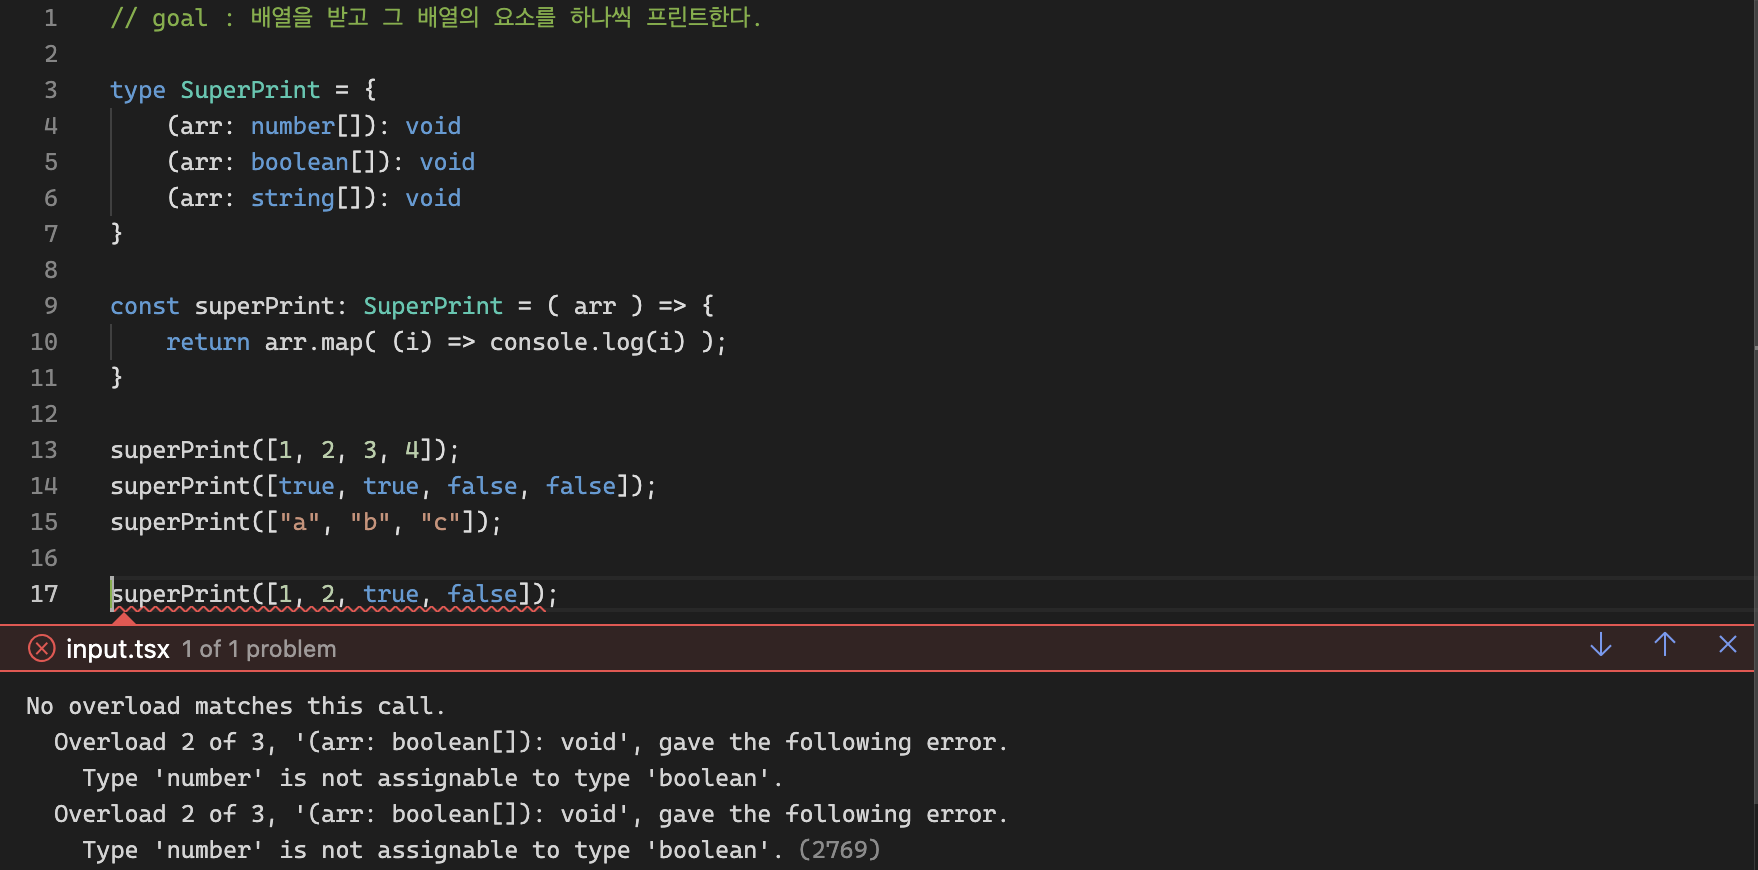 1 // goal : 배열을 받고 그 배열의 요소를 하나씩 프린트한다.
2
3 type SuperPrint = {
4     (arr: number[]): void
5     (arr: boolean[]): void
6     (arr: string[]): void
7 }
8
9 const superPrint: SuperPrint = ( arr ) => {
10     return arr.map( (i) => console.log(i) );
11 }
12
13 superPrint([1, 2, 3, 4]);
14 superPrint([true, true, false, false]);
15 superPrint(["a", "b", "c"]);
16
17 superPrint([1, 2, true, false]);
input.tsx 1 of 1 problem
No overload matches this call.
  Overload 2 of 3, '(arr: boolean[]): void', gave the following error.
    Type 'number' is not assignable to type 'boolean'.
  Overload 2 of 3, '(arr: boolean[]): void', gave the following error.
    Type 'number' is not assignable to type 'boolean'. (2769)